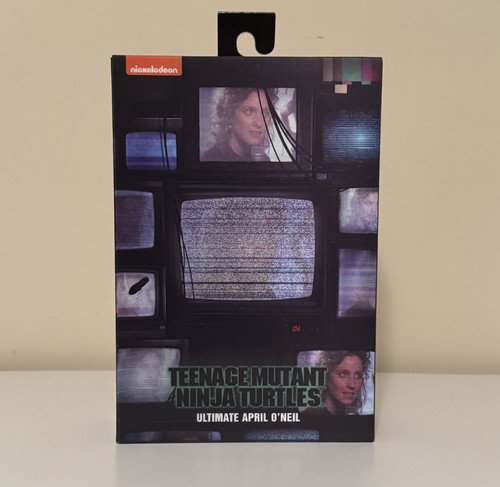 nickelodeon
TEENAGE MUTANT
NINJA TURTLES
ULTIMATE APRIL O'NEIL